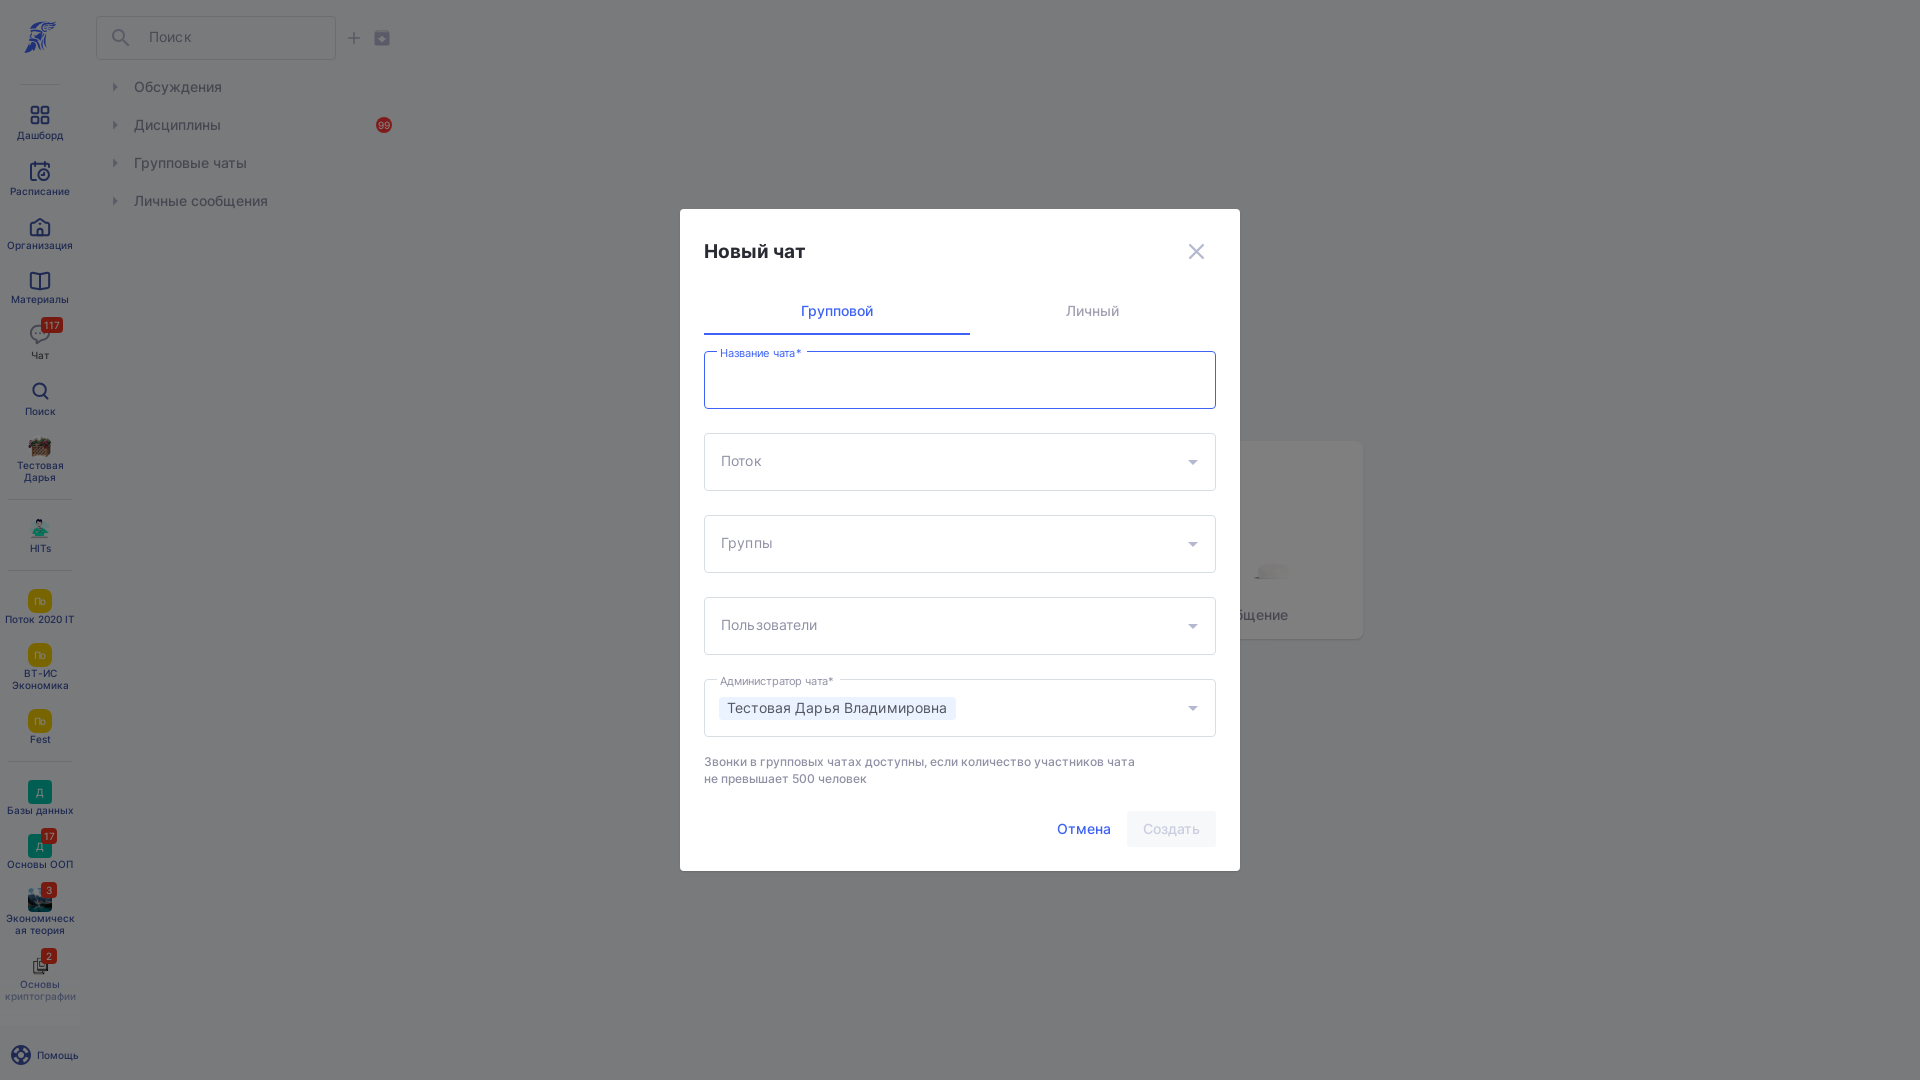 Поиск
Обсуждения
Дисциплины
99
Групповые чаты
Личные сообщения
Дашборд
Расписание
Организация
Материалы
117
Чат
Поиск
Тестовая
Дарья
HITs
По
Поток 2020 IT
По
ВТ-ИС
Экономика
По
Fest
Д
Базы данных
17
Д
Основы ООП
3
Экономическ
ая теория
2
Основы
криптографии
Помощь
Новый чат
Групповой
Личный
Название чата*
Поток
Группы
Пользователи
Администратор чата*
Тестовая Дарья Владимировна
Звонки в групповых чатах доступны, если количество участников чата
не превышает 500 человек
Отмена
Создать
бщение